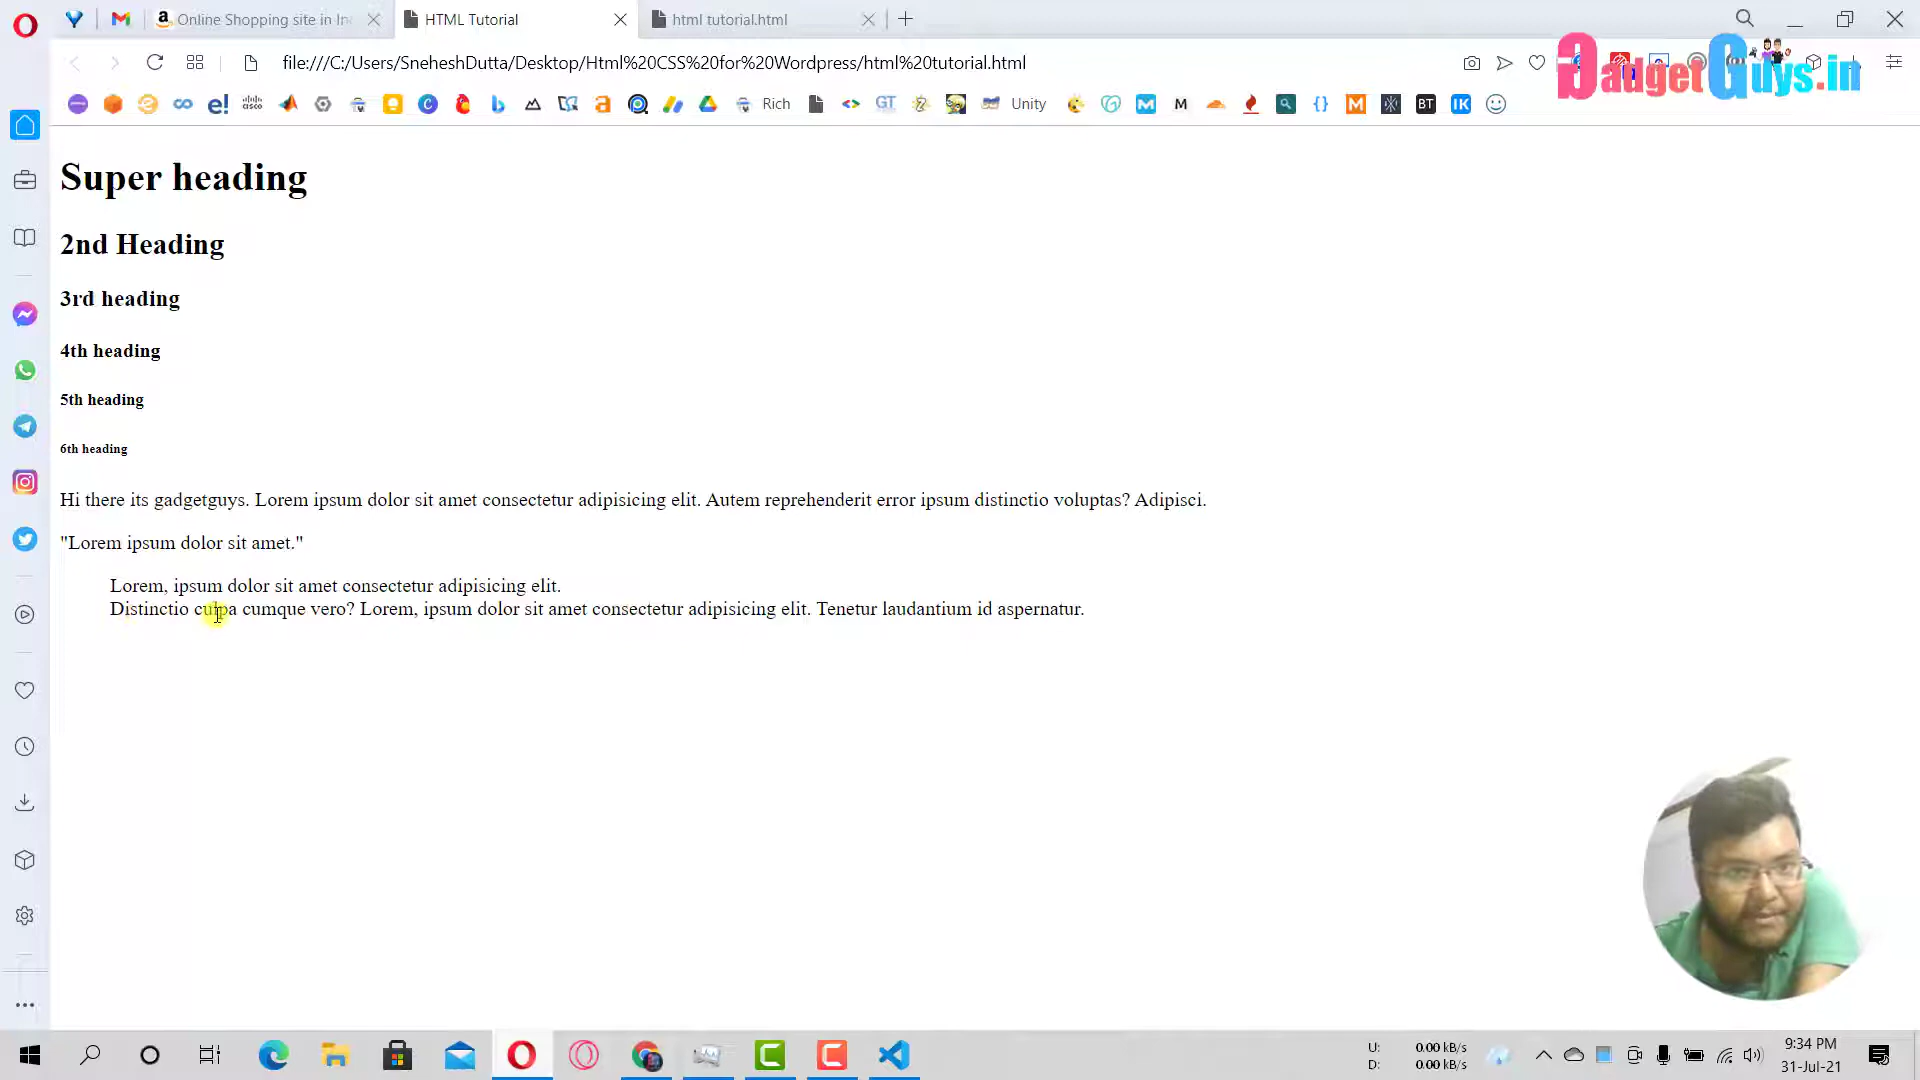 Online Shopping site in In
HTML Tutorial
html tutorial.html
file:///C:/Users/SneheshDutta/Desktop/Html%20CSS%20for%20Wordpress/html%20tutorial.html
GadgetGuys.in
Rich
GT
Unity
M
BT
IK
Super heading
2nd Heading
3rd heading
4th heading
5th heading
6th heading
Hi there its gadgetguys. Lorem ipsum dolor sit amet consectetur adipisicing elit. Autem reprehenderit error ipsum distinctio voluptas? Adipisci.
"Lorem ipsum dolor sit amet."
Lorem, ipsum dolor sit amet consectetur adipisicing elit.
Distinctio culpa cumque vero? Lorem, ipsum dolor sit amet consectetur adipisicing elit. Tenetur laudantium id aspernatur.
U: 0.00 kB/s
D: 0.00 kB/s
9:34 PM
31-Jul-21